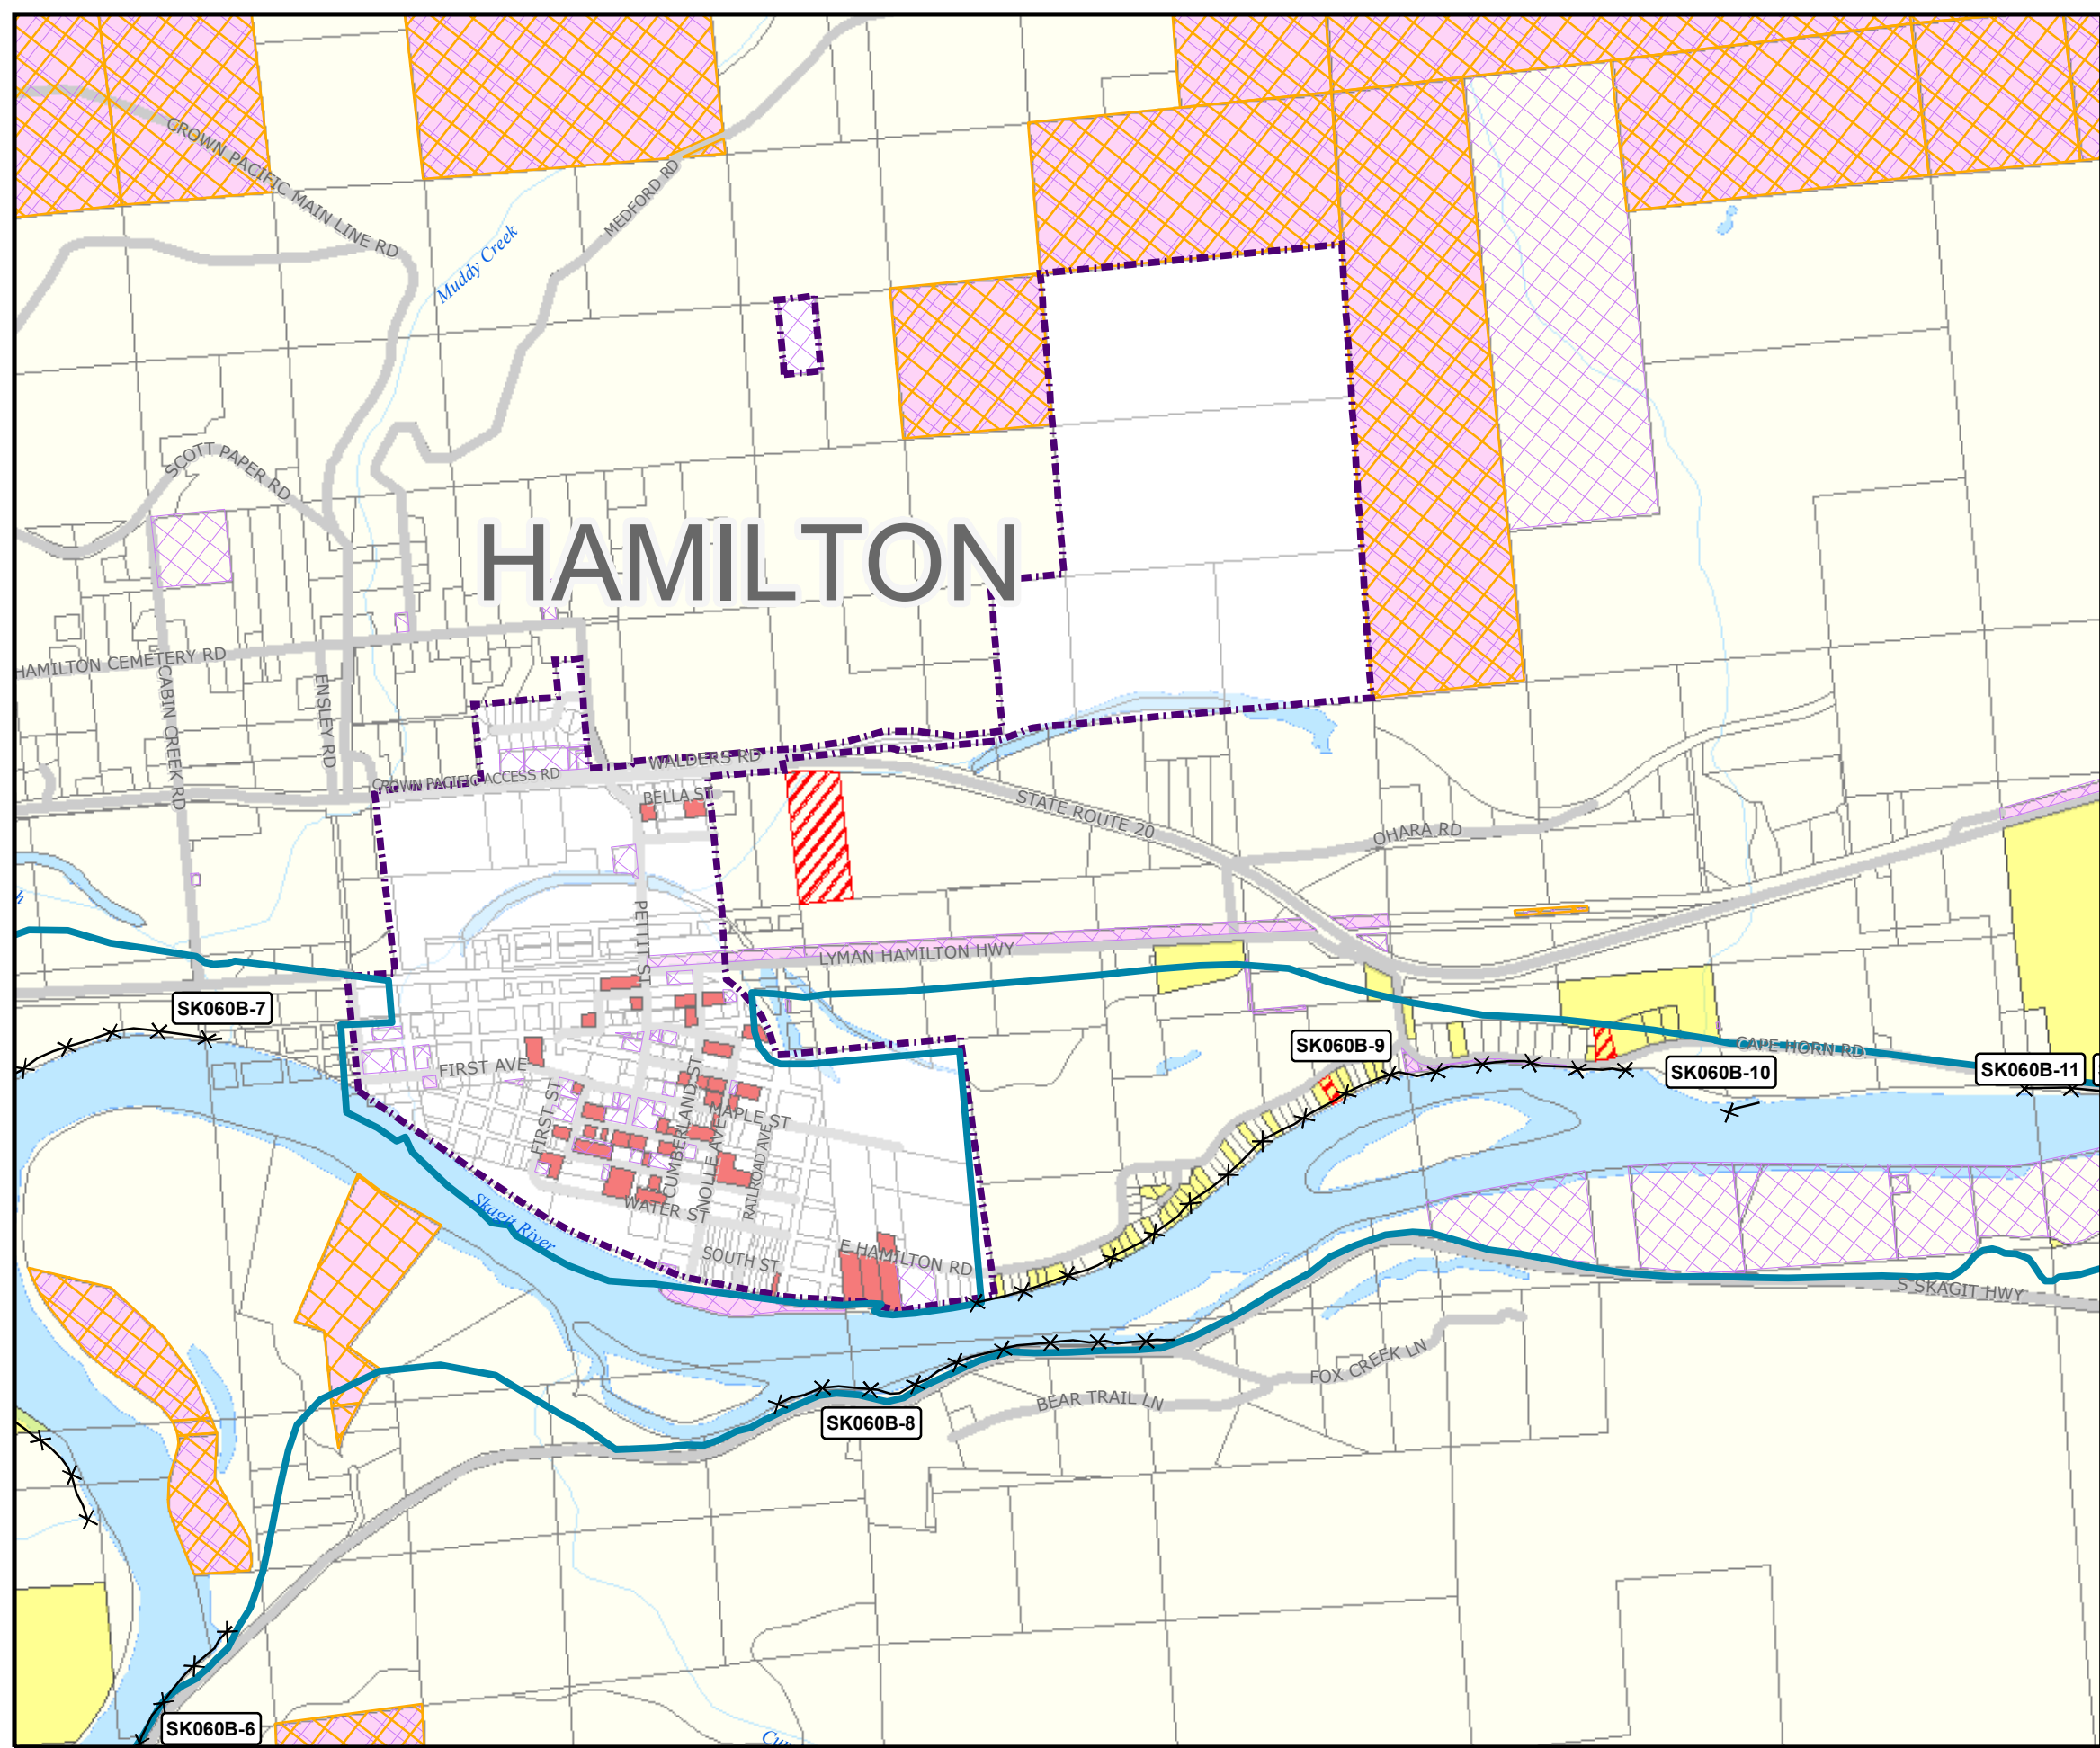 CROWN PACIFIC MAIN LINE RD
MEDFORD RD
Muddy Creek
SCOTT PAPER RD
HAMILTON
HAMILTON CEMETERY RD
CABIN CREEK RD
ENSLEY RD
CROWN PACIFIC ACCESS RD
WALDERS RD
BELLA ST
STATE ROUTE 20
OHARA RD
PETTIT ST
LYMAN HAMILTON HWY
SK060B-7
SK060B-9
CAPE HORN RD
SK060B-10
SK060B-11
FIRST AVE
FIRST ST
CUMBERLAND ST
MAPLE ST
NOLLE AVE
RAILROAD AVE
WATER ST
Skagit River
SOUTH ST
E HAMILTON RD
S SKAGIT HWY
FOX CREEK LN
BEAR TRAIL LN
SK060B-8
SK060B-6